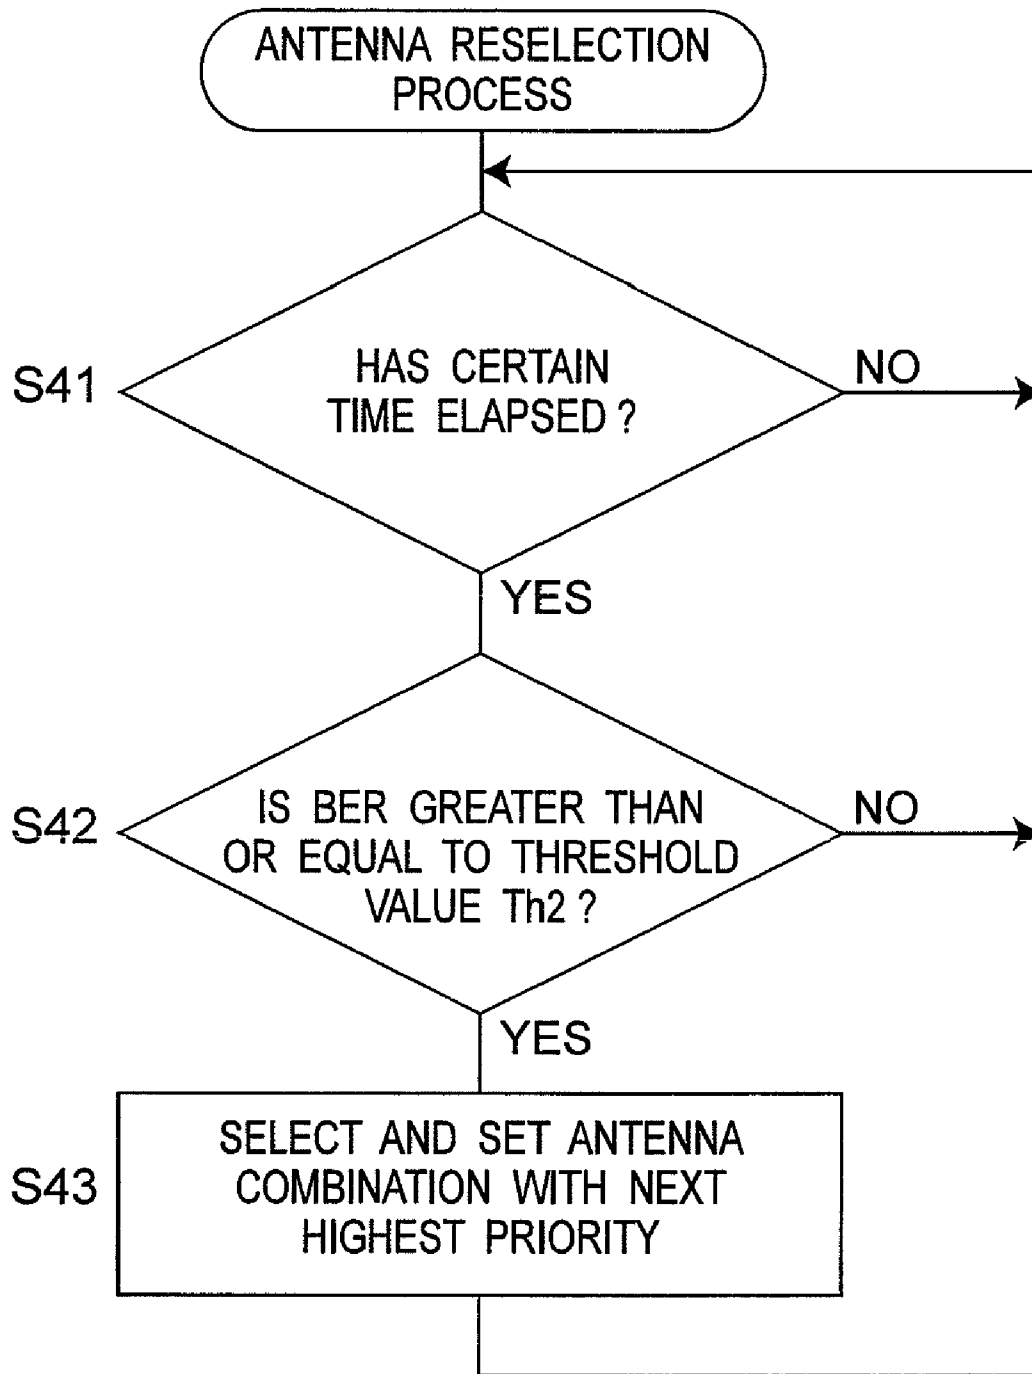 ANTENNA RESELECTION
PROCESS
S41
HAS CERTAIN
TIME ELAPSED ?
NO
YES
S42
IS BER GREATER THAN
OR EQUAL TO THRESHOLD
VALUE Th2 ?
NO
YES
S43
SELECT AND SET ANTENNA
COMBINATION WITH NEXT
HIGHEST PRIORITY